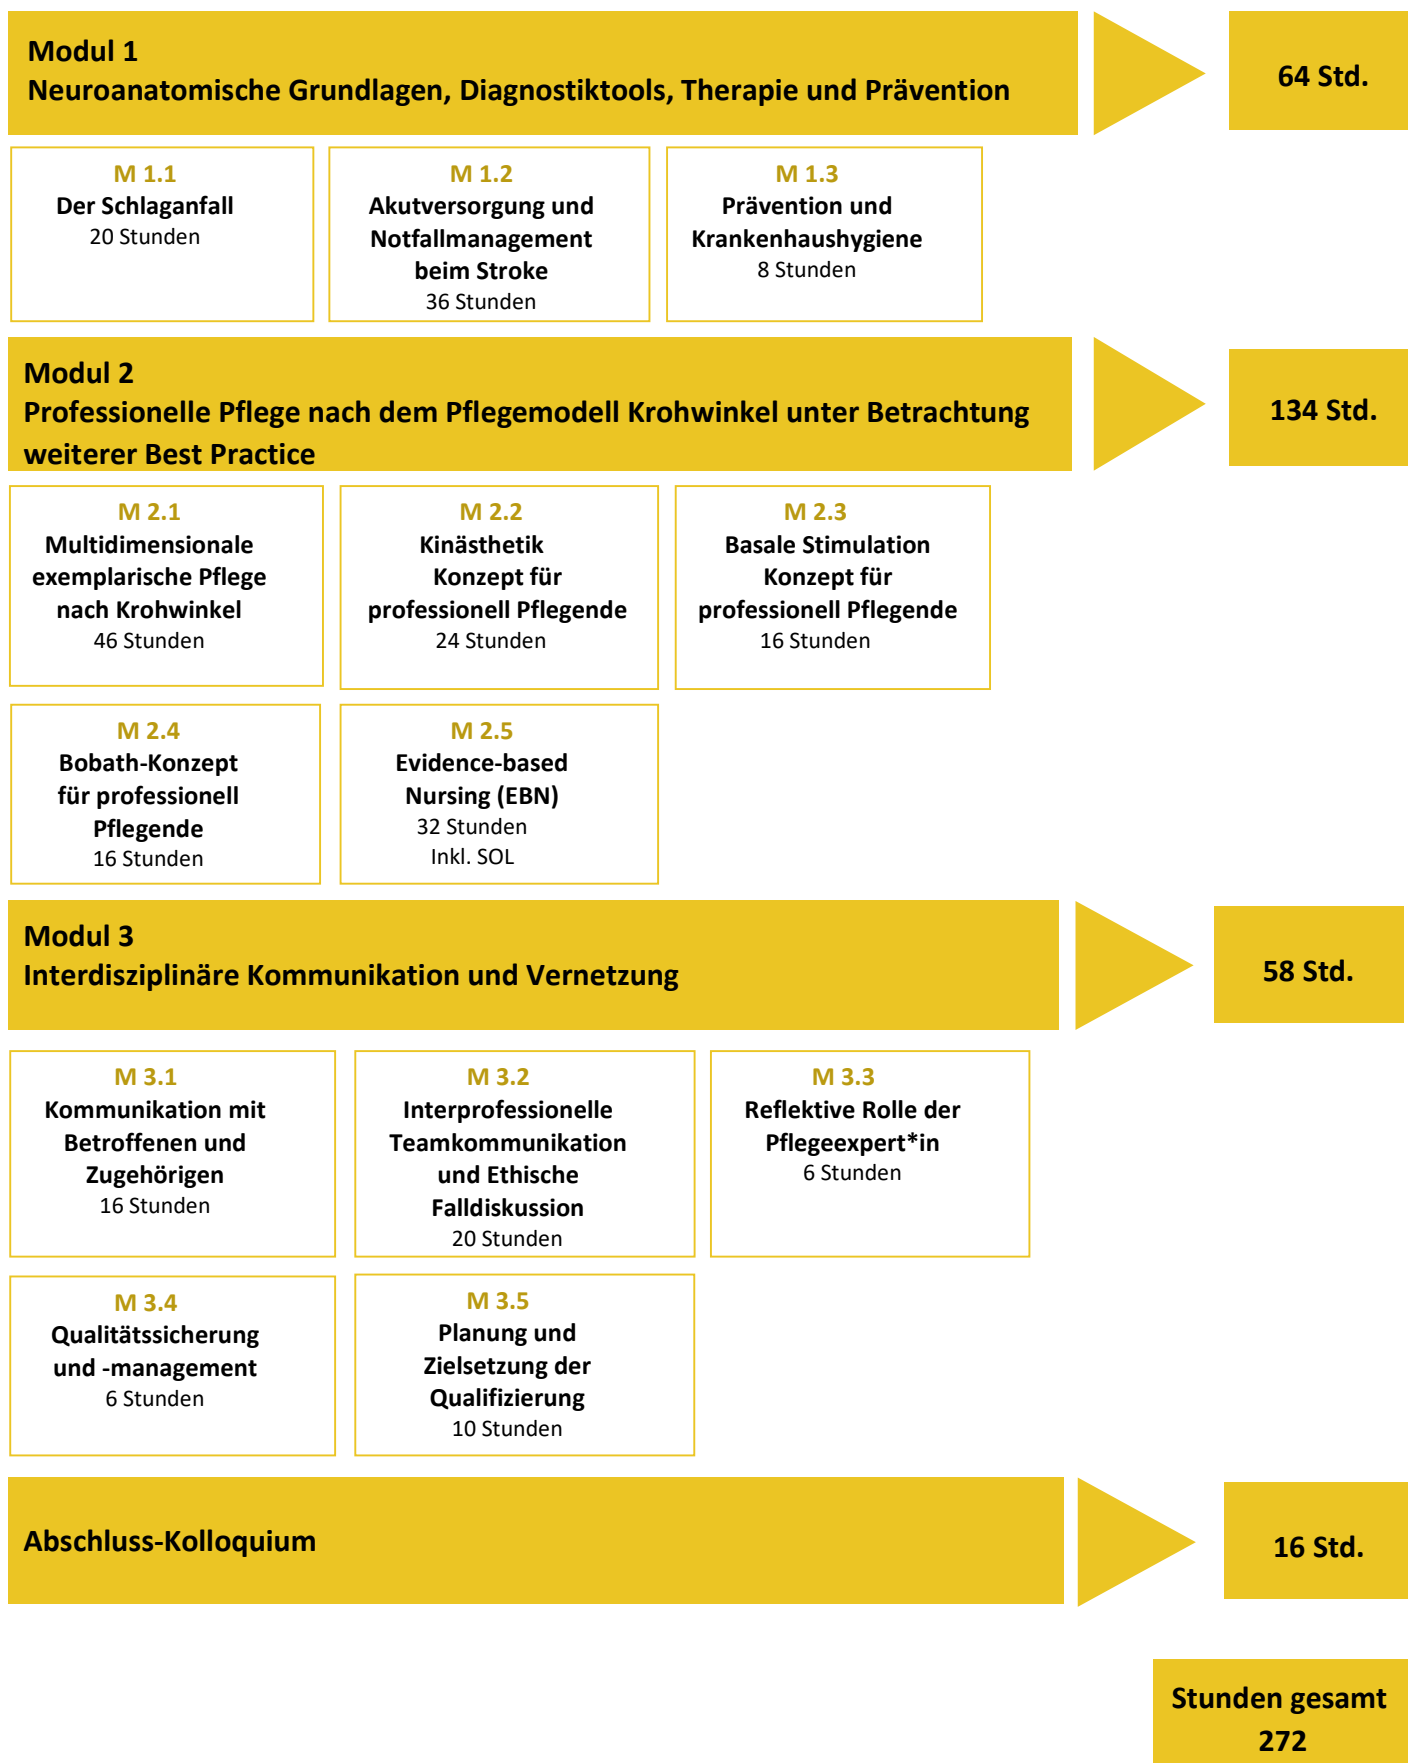 Modul 1
Neuroanatomische Grundlagen, Diagnostiktools, Therapie und Prävention
64 Std.
M 1.1
Der Schlaganfall
20 Stunden
M 1.2
Akutversorgung und
Notfallmanagement
beim Stroke
36 Stunden
M 1.3
Prävention und
Krankenhaushygiene
8 Stunden
Modul 2
Professionelle Pflege nach dem Pflegemodell Krohwinkel unter Betrachtung
weiterer Best Practice
134 Std.
M 2.1
Multidimensionale
exemplarische Pflege
nach Krohwinkel
46 Stunden
M 2.2
Kinästhetik
Konzept für
professionell Pflegende
24 Stunden
M 2.3
Basale Stimulation
Konzept für
professionell Pflegende
16 Stunden
M 2.4
Bobath-Konzept
für professionell
Pflegende
16 Stunden
M 2.5
Evidence-based
Nursing (EBN)
32 Stunden
Inkl. SOL
Modul 3
Interdisziplinäre Kommunikation und Vernetzung
58 Std.
M 3.1
Kommunikation mit
Betroffenen und
Zugehörigen
16 Stunden
M 3.2
Interprofessionelle
Teamkommunikation
und Ethische
Falldiskussion
20 Stunden
M 3.3
Reflektive Rolle der
Pflegeexpert*in
6 Stunden
M 3.4
Qualitätssicherung
und -management
6 Stunden
M 3.5
Planung und
Zielsetzung der
Qualifizierung
10 Stunden
Abschluss-Kolloquium
16 Std.
Stunden gesamt
272